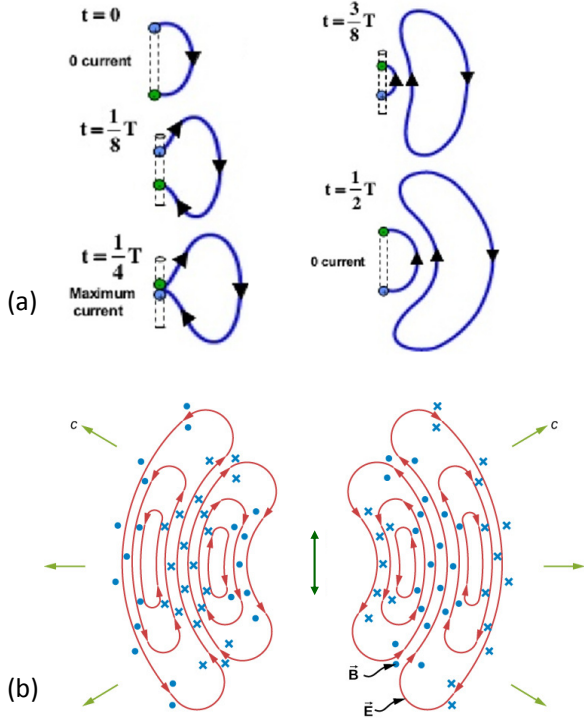 t = 0
0 current
t = 1/8 T
t = 1/4 T
Maximum
current
(a)
t = 3/8 T
t = 1/2 T
0 current
c
c
B⃗
E⃗
(b)